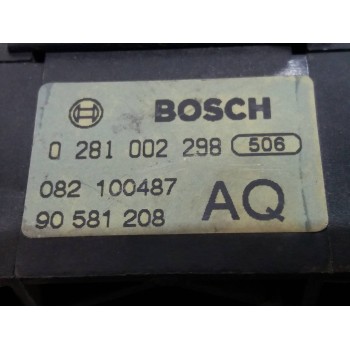 BOSCH
0 281 002 298 506
082 100487
90 581 208 AQ